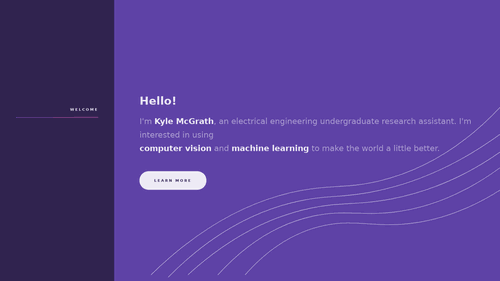 WELCOME
Hello!
I'm Kyle McGrath, an electrical engineering undergraduate research assistant. I'm
interested in using
computer vision and machine learning to make the world a little better.
LEARN MORE